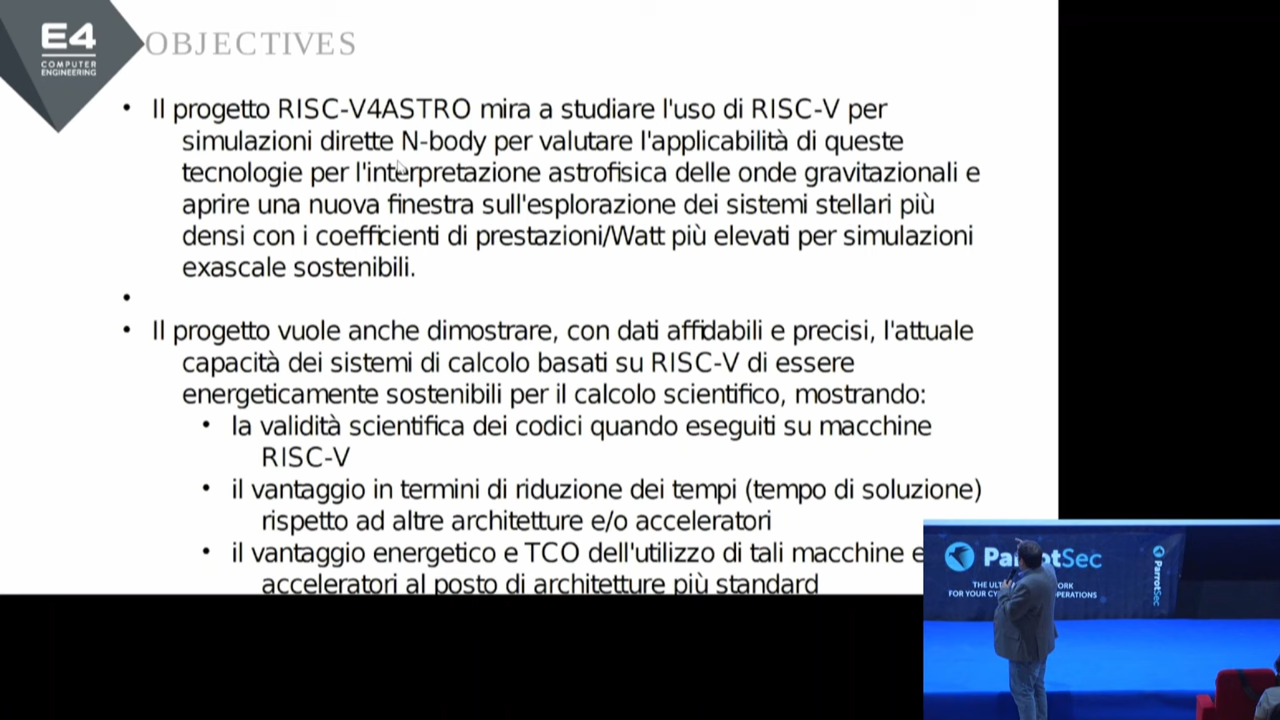 E4
COMPUTER
ENGINEERING
OBJECTIVES
• Il progetto RISC-V4ASTRO mira a studiare l'uso di RISC-V per
simulazioni dirette N-body per valutare l'applicabilità di queste
tecnologie per l'interpretazione astrofisica delle onde gravitazionali e
aprire una nuova finestra sull'esplorazione dei sistemi stellari più
densi con i coefficienti di prestazioni/Watt più elevati per simulazioni
exascale sostenibili.
•
• Il progetto vuole anche dimostrare, con dati affidabili e precisi, l'attuale
capacità dei sistemi di calcolo basati su RISC-V di essere
energeticamente sostenibili per il calcolo scientifico, mostrando:
• la validità scientifica dei codici quando eseguiti su macchine
RISC-V
• il vantaggio in termini di riduzione dei tempi (tempo di soluzione)
rispetto ad altre architetture e/o acceleratori
• il vantaggio energetico e TCO dell'utilizzo di tali macchine e
acceleratori al posto di architetture più standard
ParrotSec
THE
FOR YOUR
ParrotSec